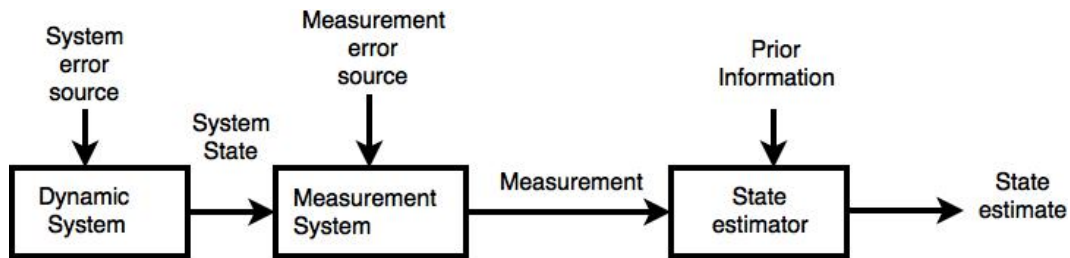 System
error
source
Measurement
error
source
Prior
Information
System
State
Dynamic
System
Measurement
System
Measurement
State
estimator
State
estimate